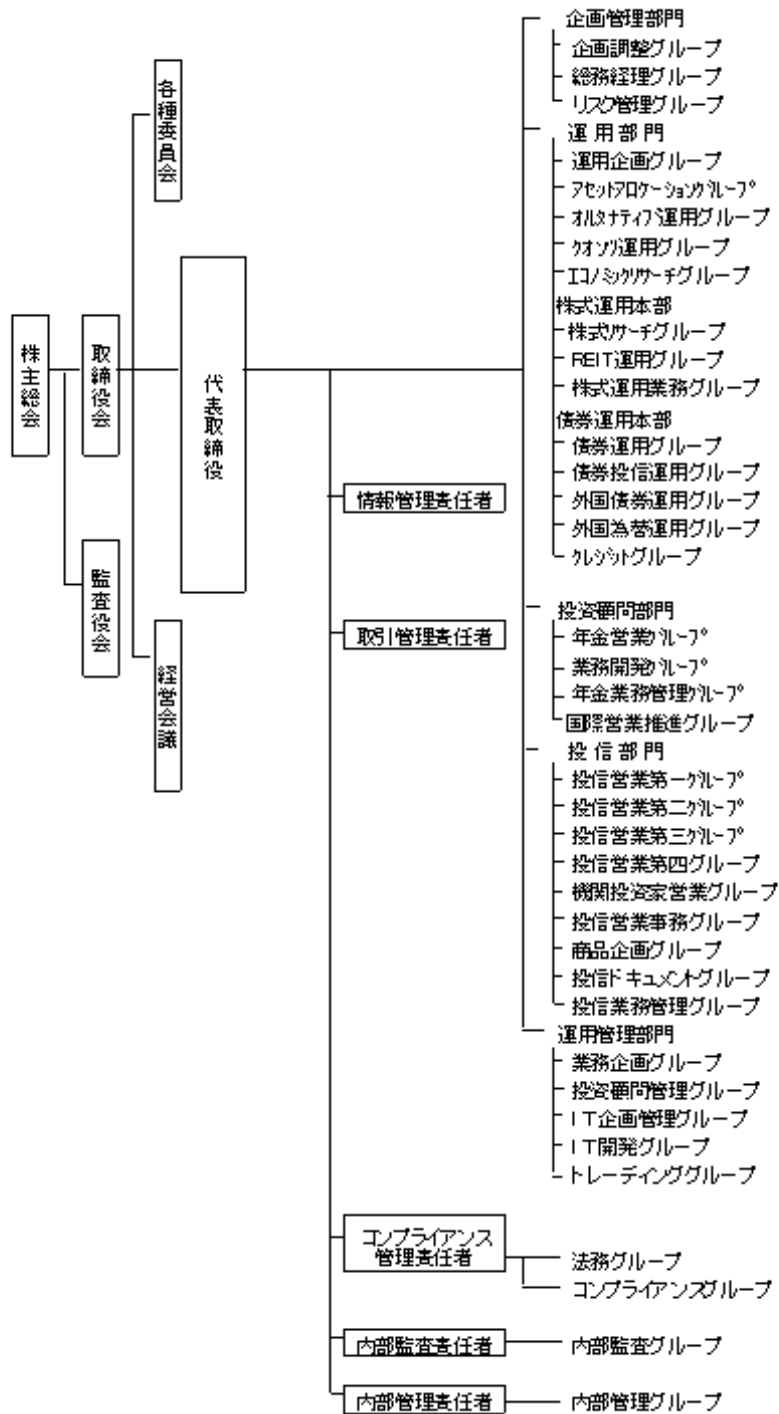 株主総会
取締役会
監査役会
各種委員会
代表取締役
経営会議
情報管理責任者
取引管理責任者
企画管理部門
企画調整グループ
総務経理グループ
リスク管理グループ
運用部門
運用企画グループ
アセットアロケーショングループ
オルタナティブ運用グループ
クオンツ運用グループ
エコノミックリサーチグループ
株式運用本部
株式リサーチグループ
REIT運用グループ
株式運用業務グループ
債券運用本部
債券運用グループ
債券投信運用グループ
外国債券運用グループ
外国為替運用グループ
クレジットグループ
投資顧問部門
年金営業グループ
業務開発グループ
年金業務管理グループ
国際営業推進グループ
投信部門
投信営業第一グループ
投信営業第二グループ
投信営業第三グループ
投信営業第四グループ
機関投資家営業グループ
投信営業事務グループ
商品企画グループ
投信ドキュメントグループ
投信業務管理グループ
運用管理部門
業務企画グループ
投資顧問管理グループ
IT企画管理グループ
IT開発グループ
トレーディンググループ
コンプライアンス
管理責任者
法務グループ
コンプライアンスグループ
内部監査責任者
内部監査グループ
内部管理責任者
内部管理グループ